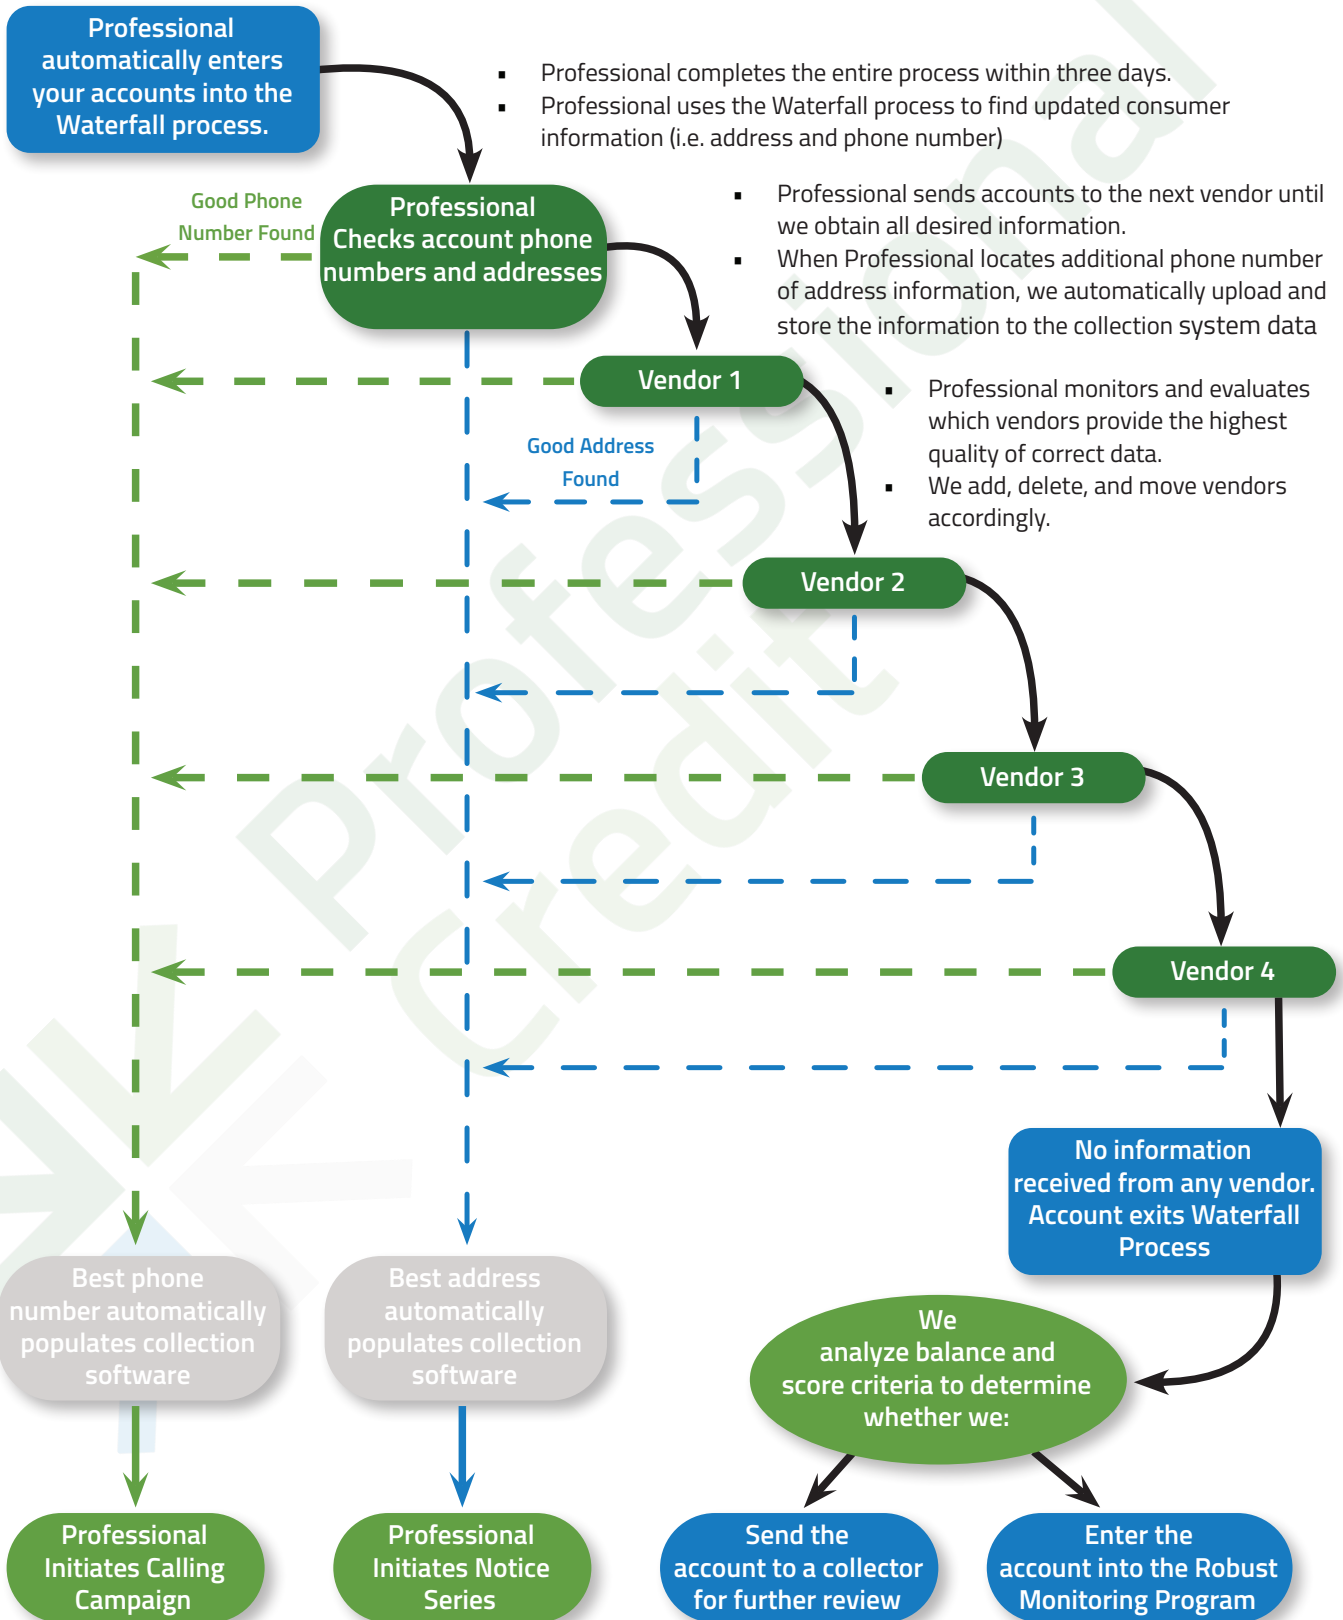 Professional
automatically enters
your accounts into the
Waterfall process.
▪ Professional completes the entire process within three days.
▪ Professional uses the Waterfall process to find updated consumer
information (i.e. address and phone number)
Good Phone
Number Found
Professional
Checks account phone
numbers and addresses
▪ Professional sends accounts to the next vendor until
we obtain all desired information.
▪ When Professional locates additional phone number
of address information, we automatically upload and
store the information to the collection system data
Vendor 1
▪ Professional monitors and evaluates
which vendors provide the highest
quality of correct data.
▪ We add, delete, and move vendors
accordingly.
Good Address
Found
Vendor 2
Vendor 3
Vendor 4
No information
received from any vendor.
Account exits Waterfall
Process
Best phone
number automatically
populates collection
software
Best address
automatically
populates collection
software
We
analyze balance and
score criteria to determine
whether we:
Professional
Initiates Calling
Campaign
Professional
Initiates Notice
Series
Send the
account to a collector
for further review
Enter the
account into the Robust
Monitoring Program
Professional
Credit